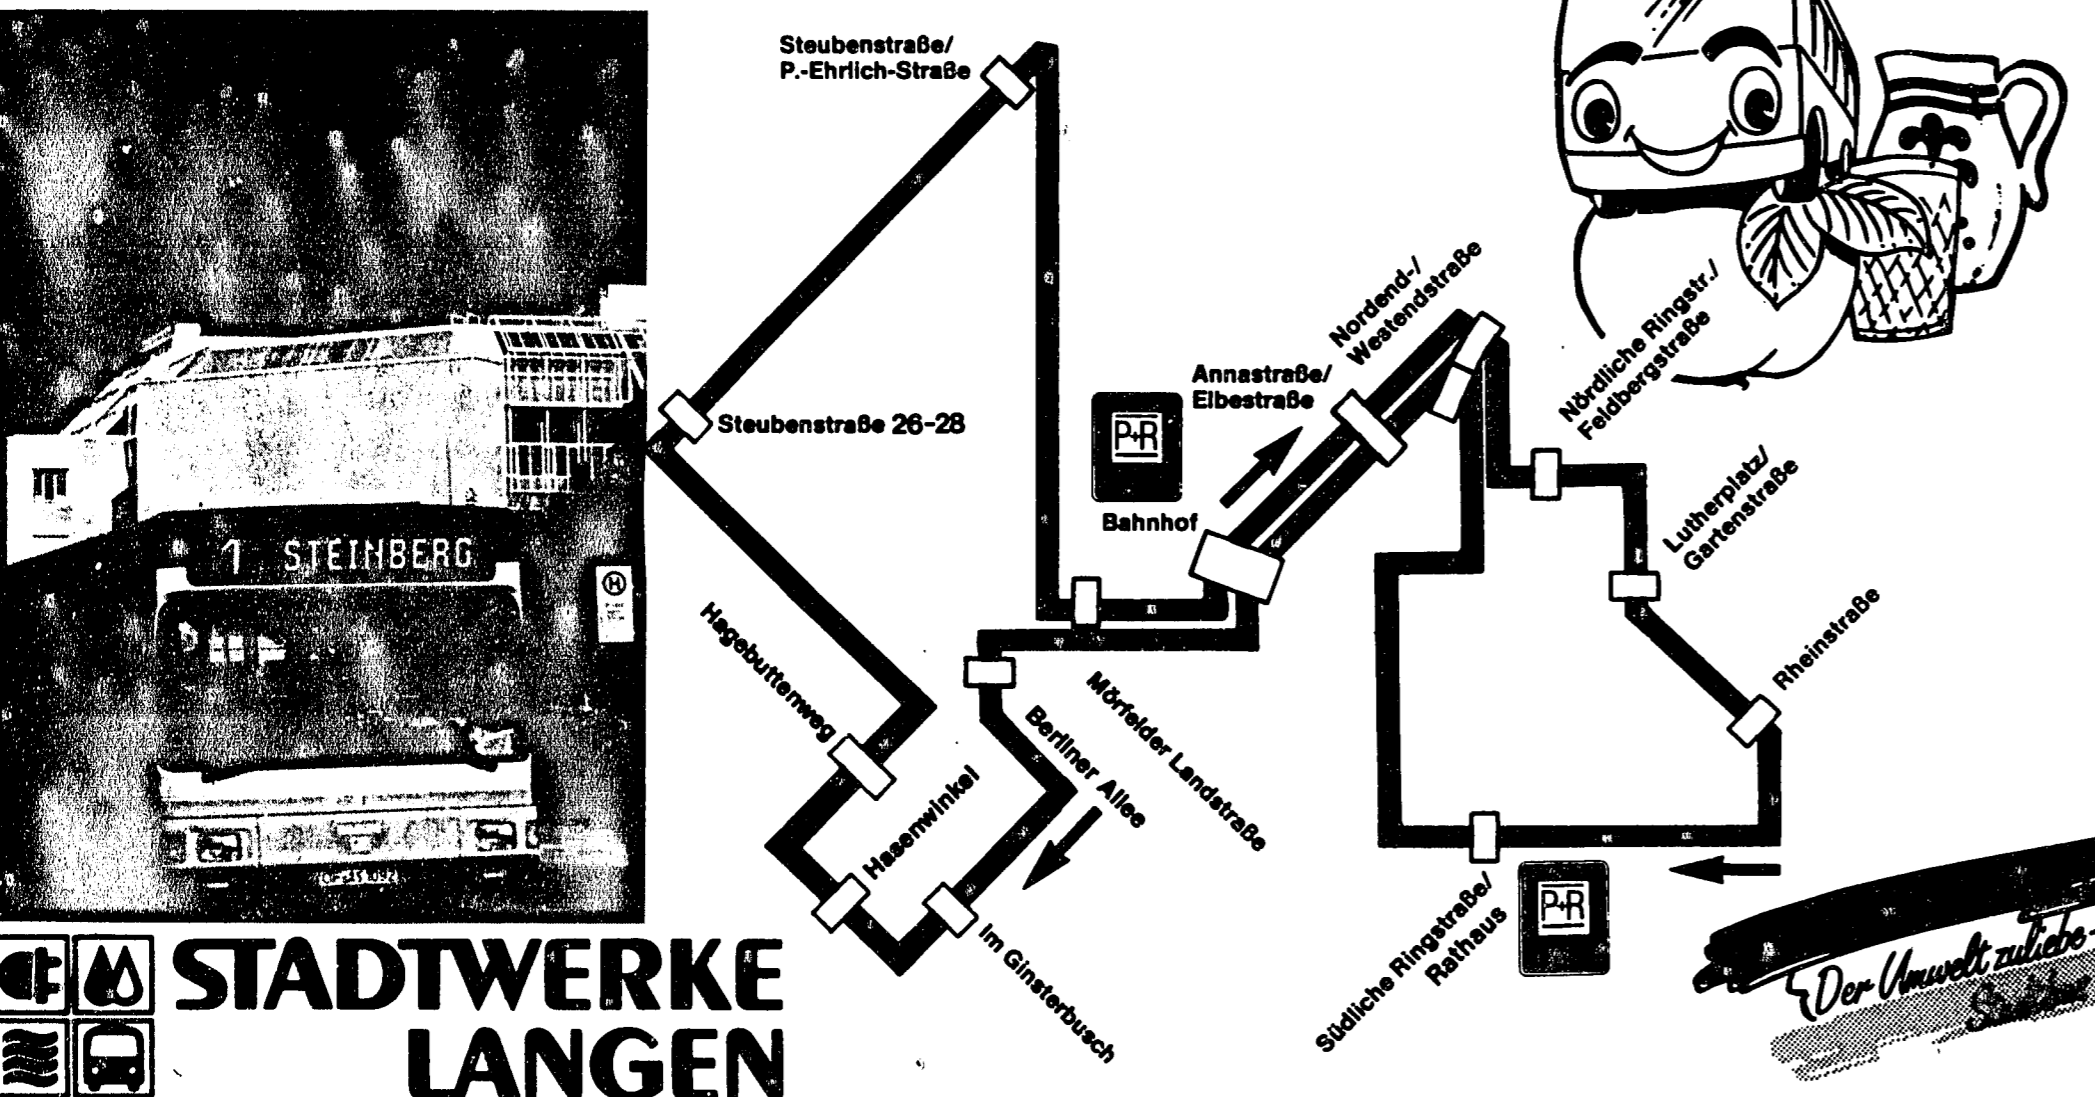 Steubenstraße/
P.-Ehrlich-Straße
Steubenstraße 26-28
Nordend-/
Westendstraße
Annastraße/
Elbestraße
P+R
Bahnhof
Nördliche Ringstr./
Feldbergstraße
Lutherplatz/
Gartenstraße
Rheinstraße
1 STEINBERG
H
Hagebuttenweg
Hasenwinkel
Berliner Allee
Mörfelder Landstraße
Im Ginsterbusch
Südliche Ringstraße/
Rathaus
P+R
STADTWERKE
LANGEN
Der Umwelt zuliebe-